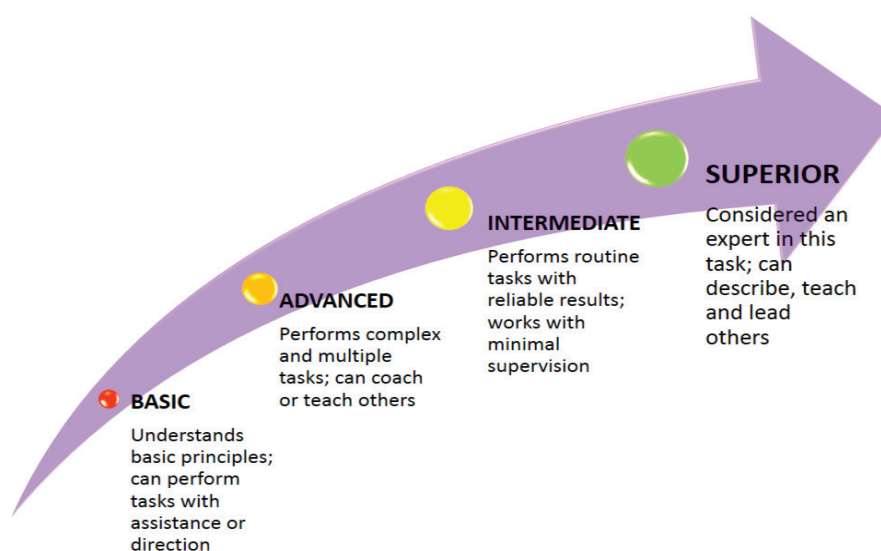 BASIC
Understands
basic principles;
can perform
tasks with
assistance or
direction
ADVANCED
Performs complex
and multiple
tasks; can coach
or teach others
INTERMEDIATE
Performs routine
tasks with
reliable results;
works with
minimal
supervision
SUPERIOR
Considered an
expert in this
task; can
describe, teach
and lead
others